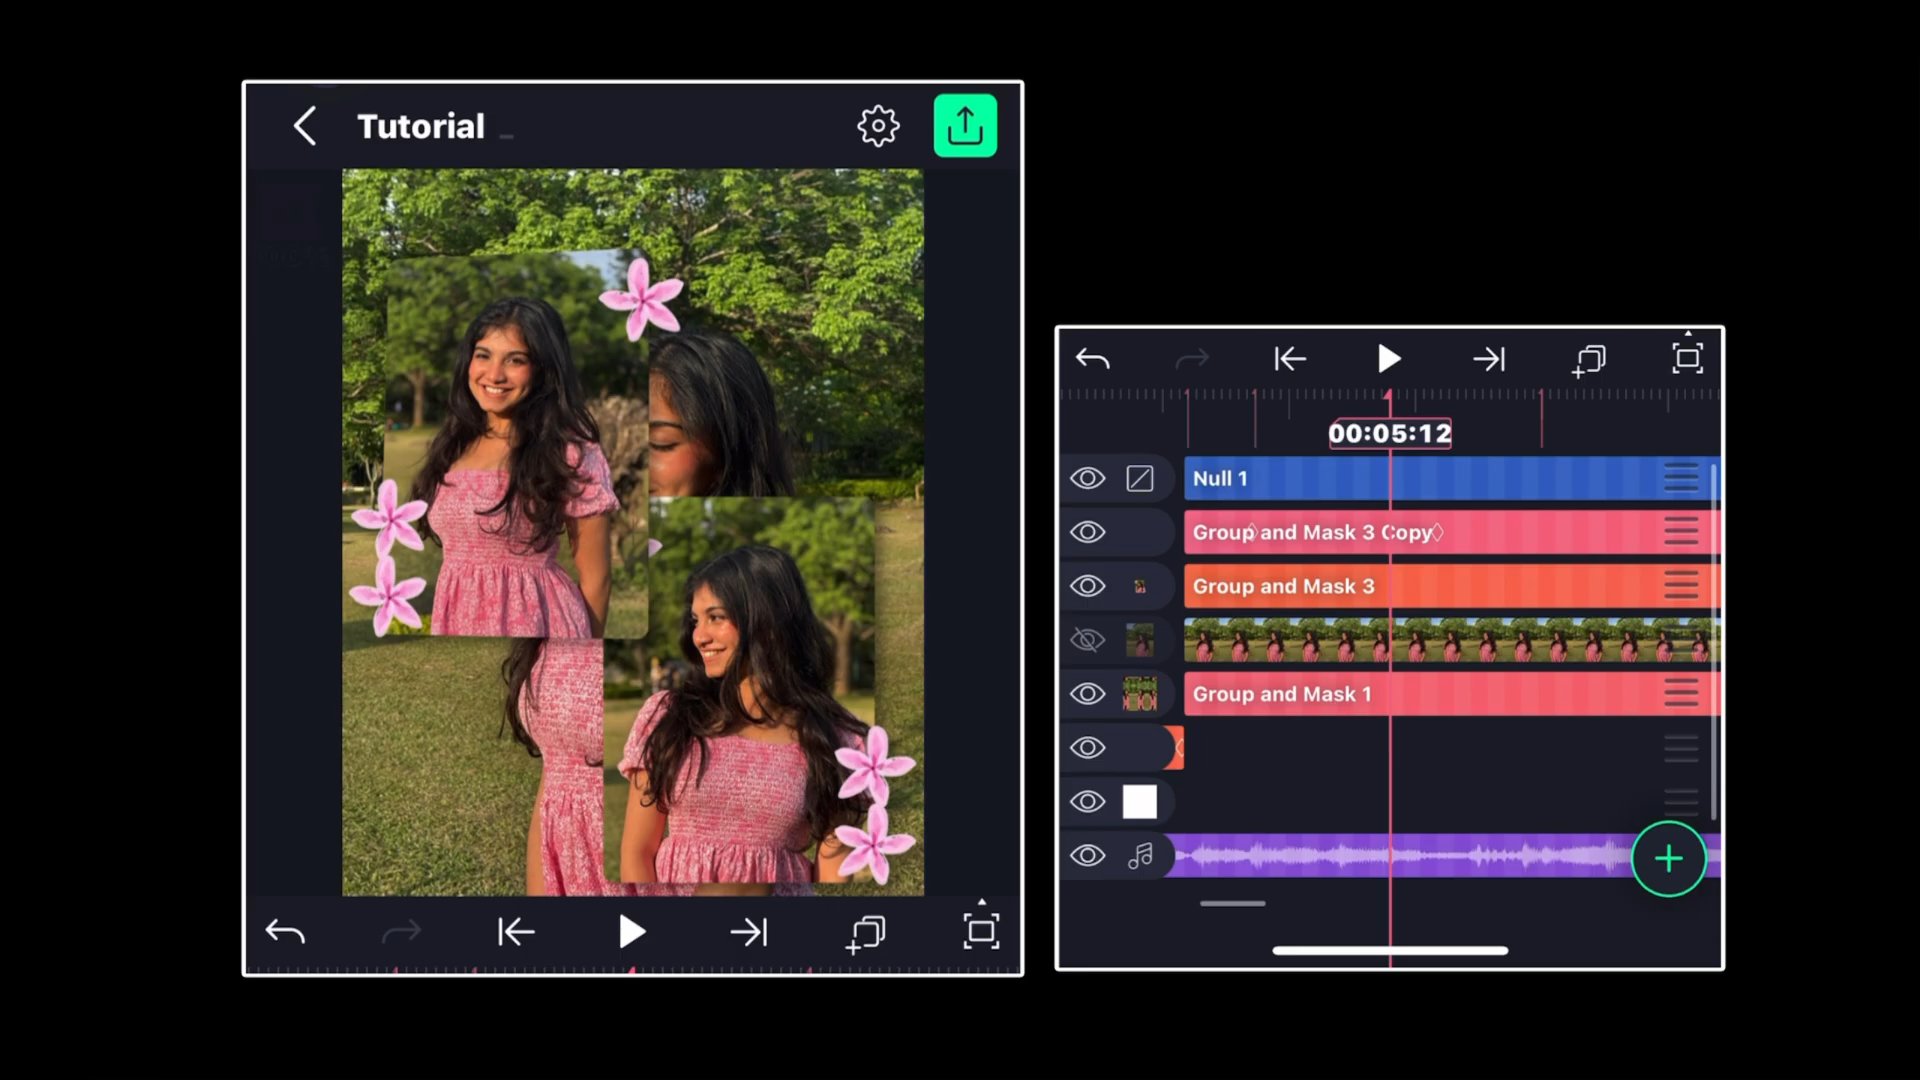 Tutorial
00:05:12
Null 1
Group and Mask 3 Copy
Group and Mask 3
Group and Mask 1